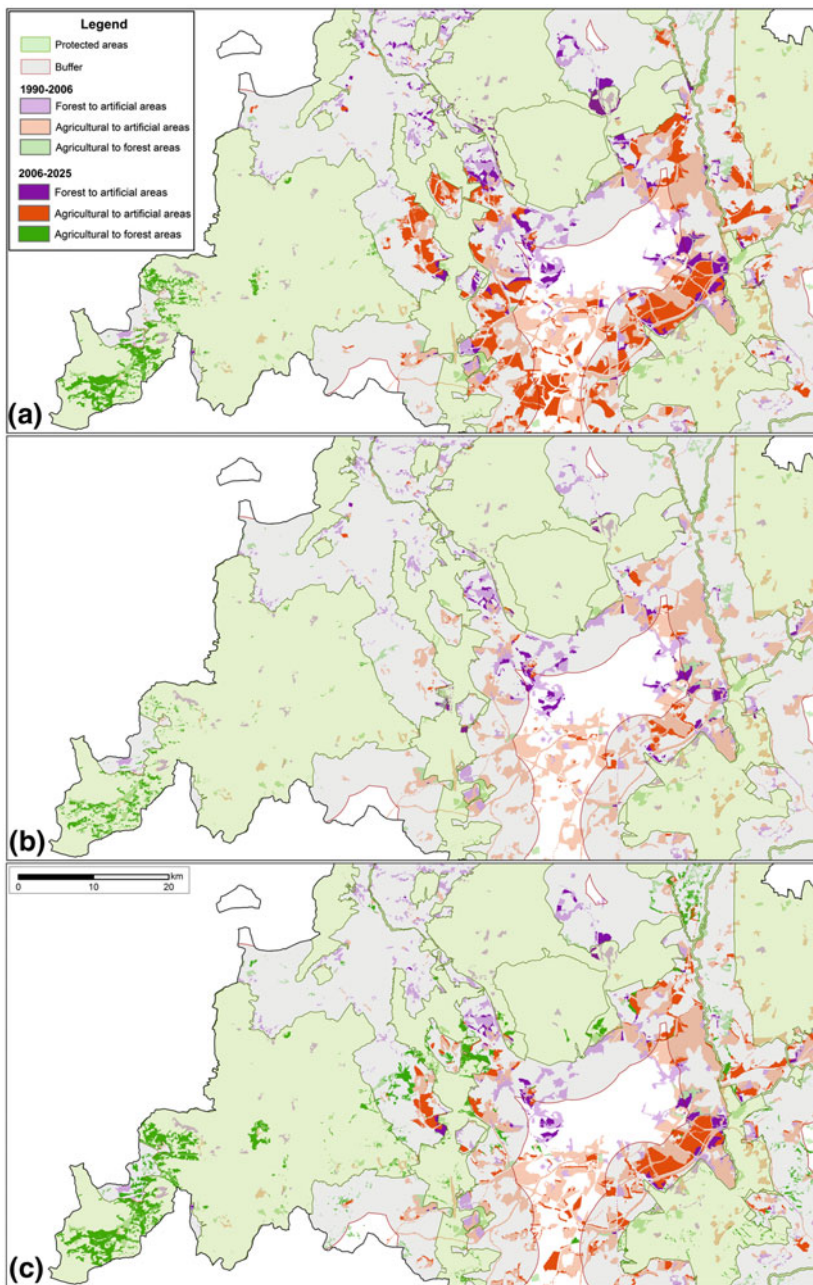 Legend
Protected areas
Buffer
1990-2006
Forest to artificial areas
Agricultural to artificial areas
Agricultural to forest areas
2006-2025
Forest to artificial areas
Agricultural to artificial areas
Agricultural to forest areas
(a)
(b)
km
0 10 20
(c)